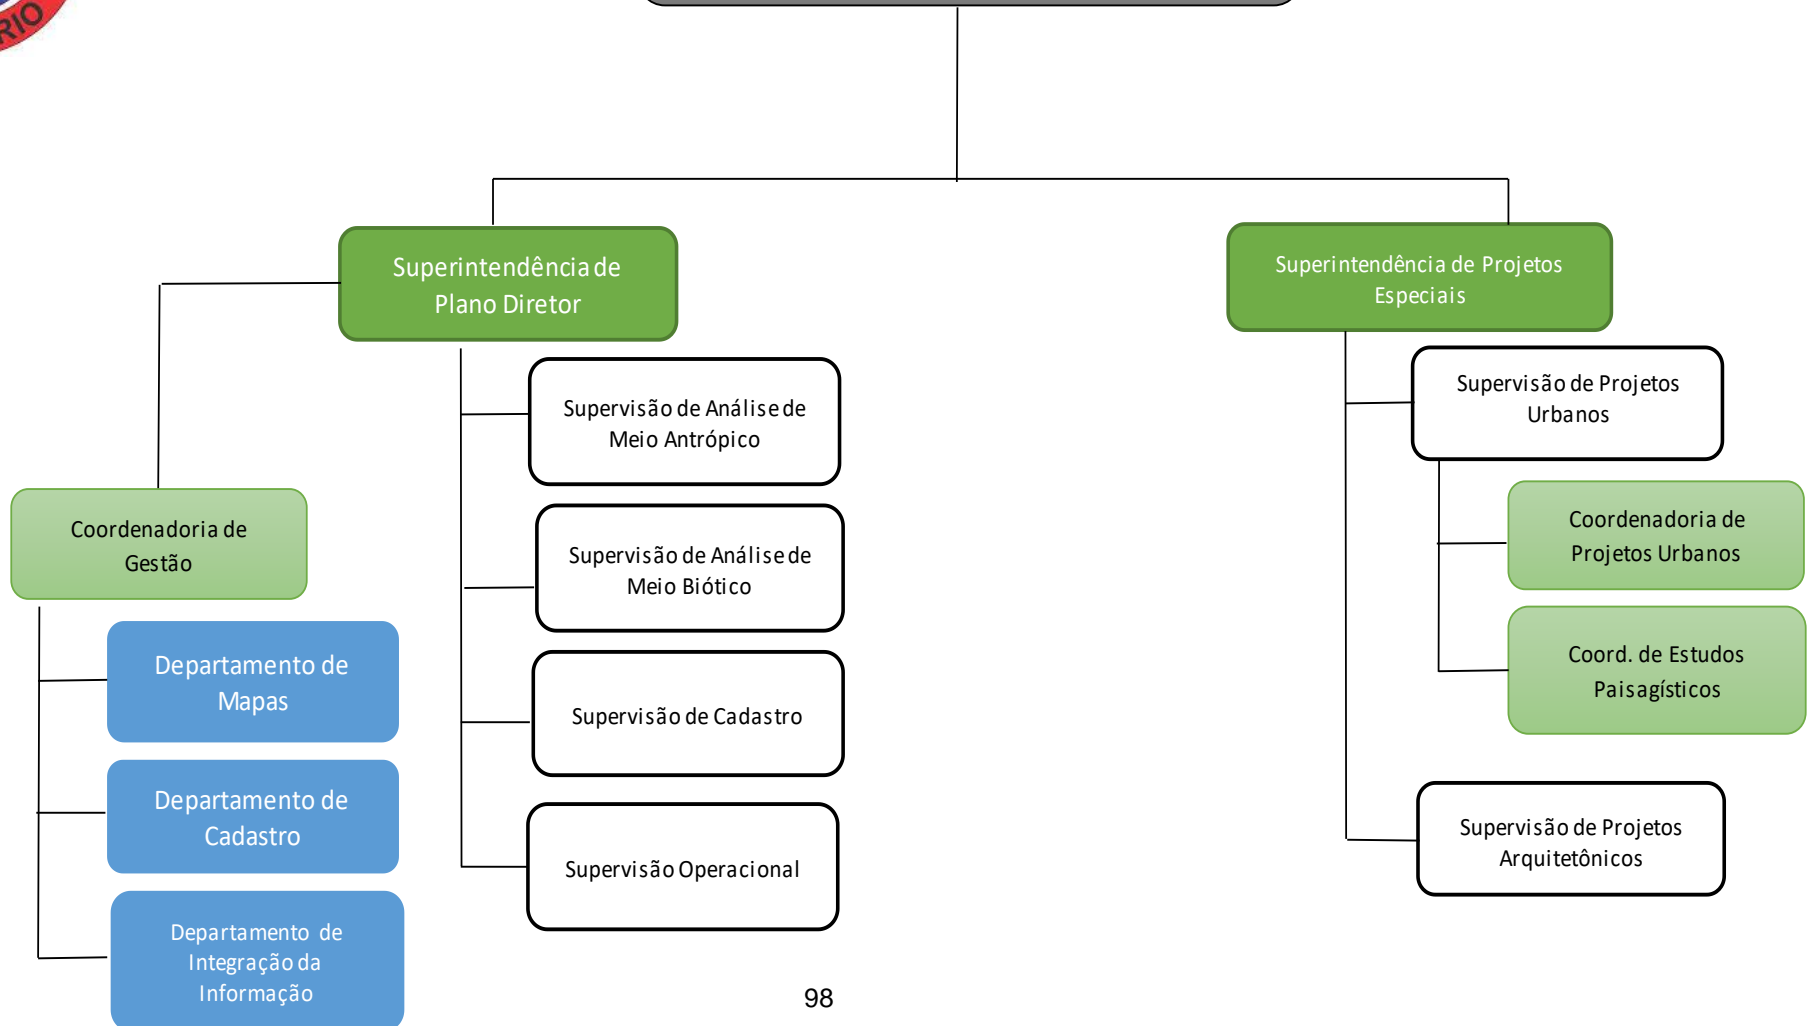 RIO
Superintendência de
Plano Diretor
Superintendência de Projetos
Especiais
Supervisão de Análise de
Meio Antrópico
Supervisão de Projetos
Urbanos
Coordenadoria de
Gestão
Supervisão de Análise de
Meio Biótico
Coordenadoria de
Projetos Urbanos
Departamento de
Mapas
Supervisão de Cadastro
Coord. de Estudos
Paisagísticos
Departamento de
Cadastro
Supervisão Operacional
Supervisão de Projetos
Arquitetônicos
Departamento de
Integração da
Informação
98